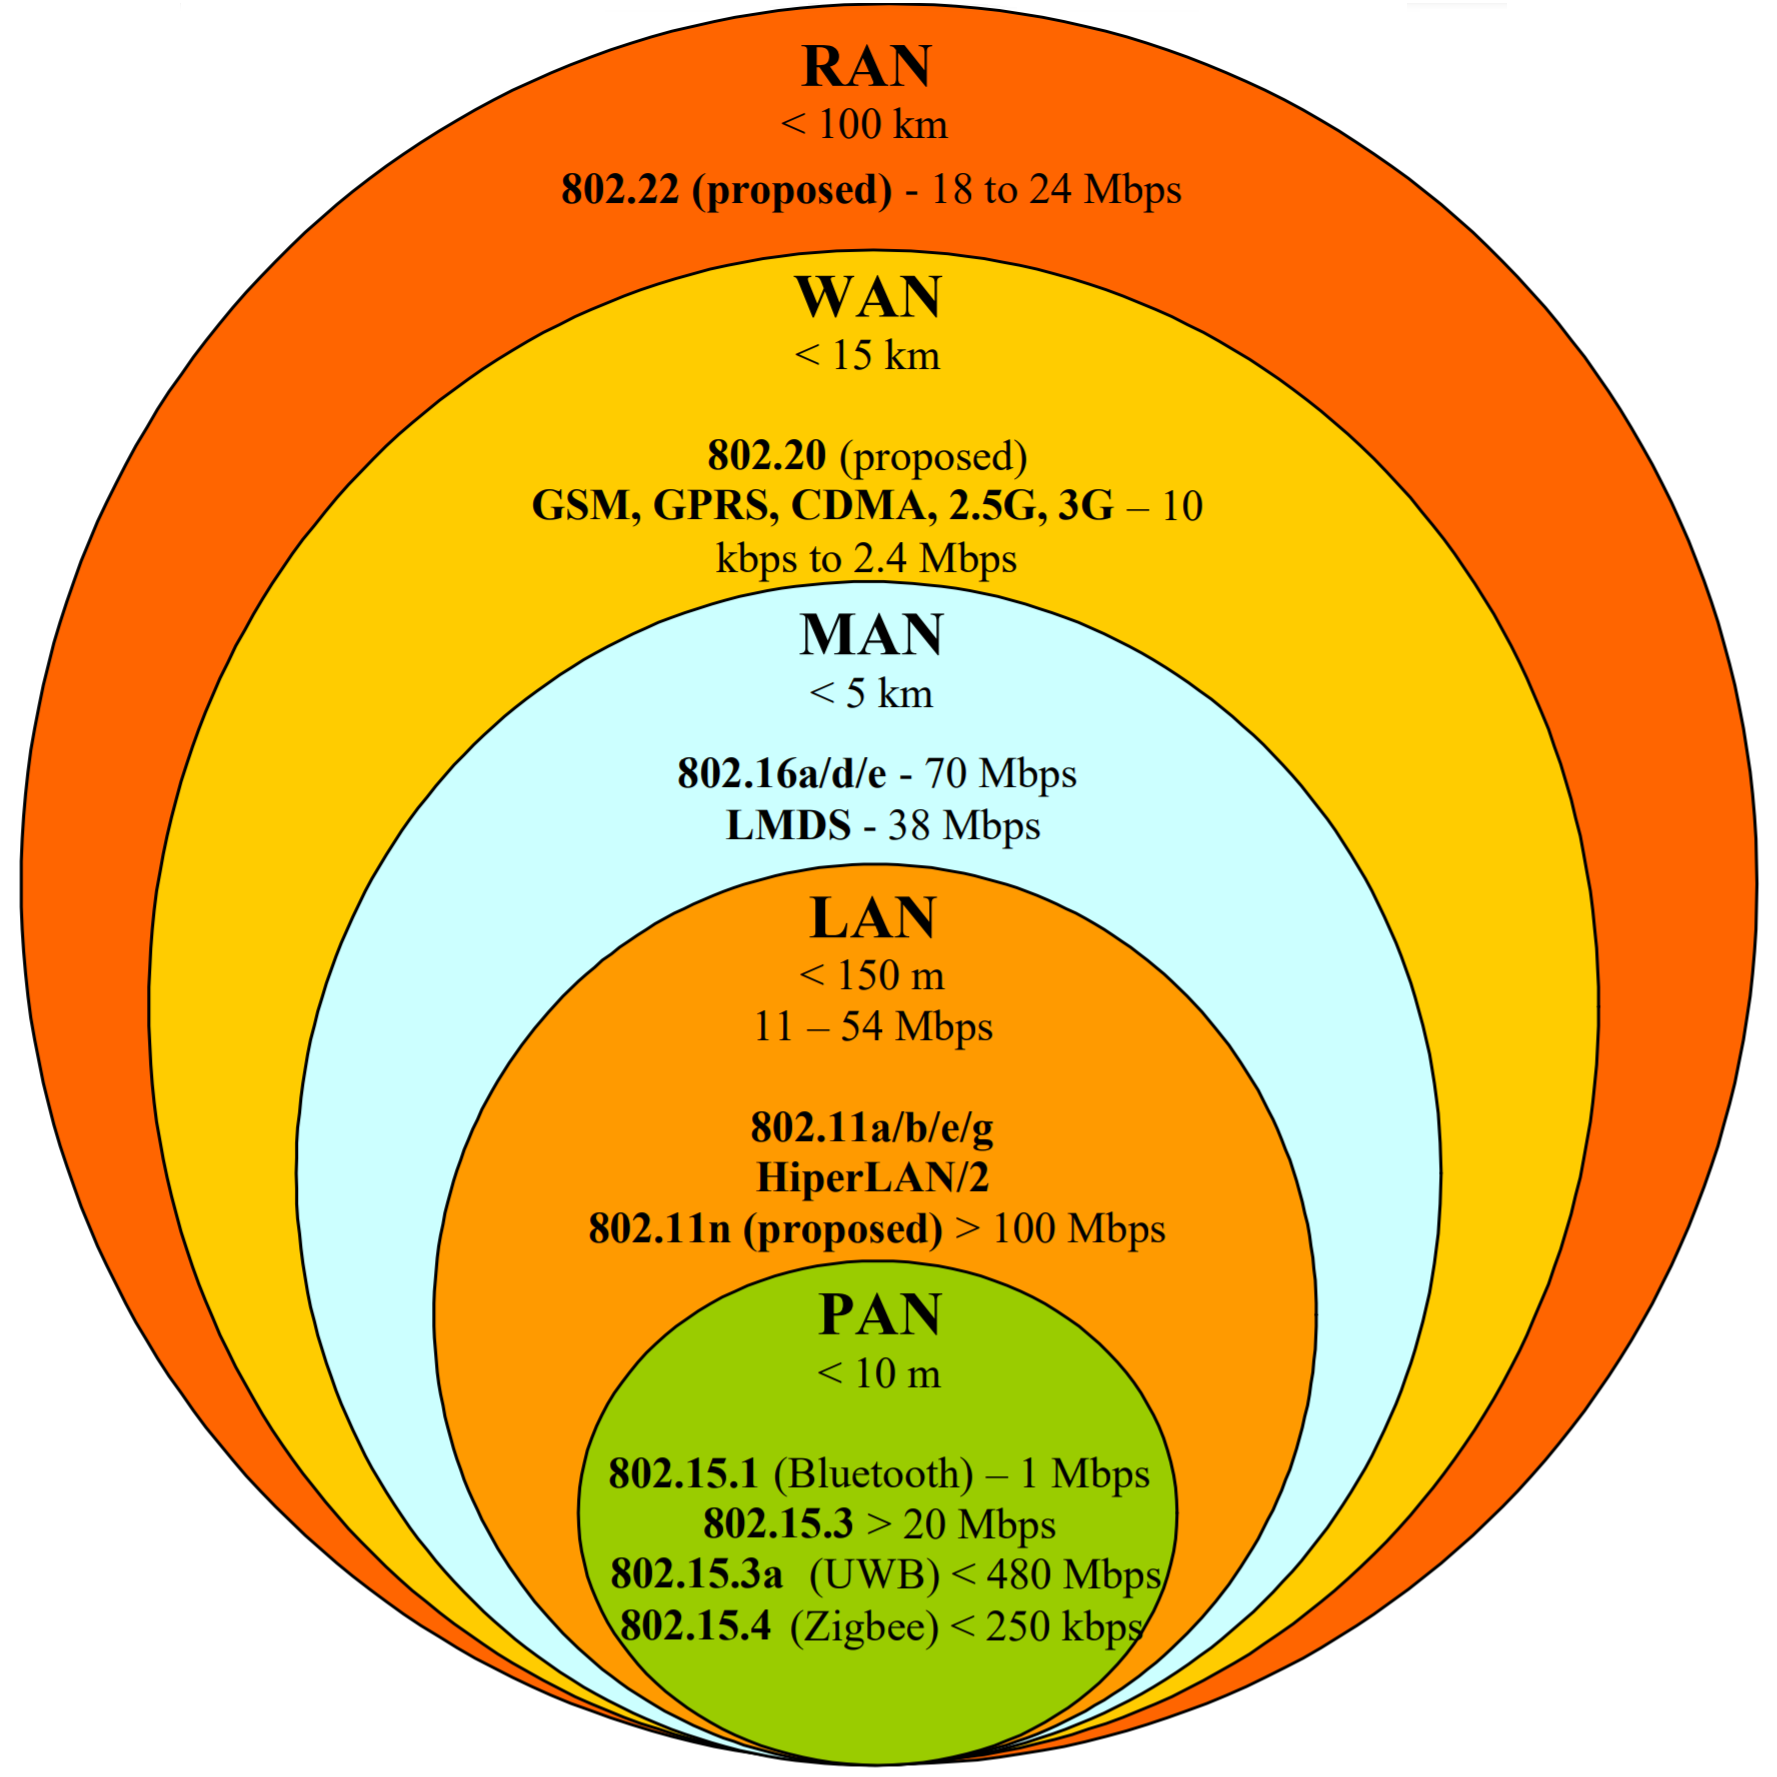 RAN
< 100 km
802.22 (proposed) - 18 to 24 Mbps
WAN
< 15 km
802.20 (proposed)
GSM, GPRS, CDMA, 2.5G, 3G – 10
kbps to 2.4 Mbps
MAN
< 5 km
802.16a/d/e - 70 Mbps
LMDS - 38 Mbps
LAN
< 150 m
11 – 54 Mbps
802.11a/b/e/g
HiperLAN/2
802.11n (proposed) > 100 Mbps
PAN
< 10 m
802.15.1 (Bluetooth) – 1 Mbps
802.15.3 > 20 Mbps
802.15.3a (UWB) < 480 Mbps
802.15.4 (Zigbee) < 250 kbps